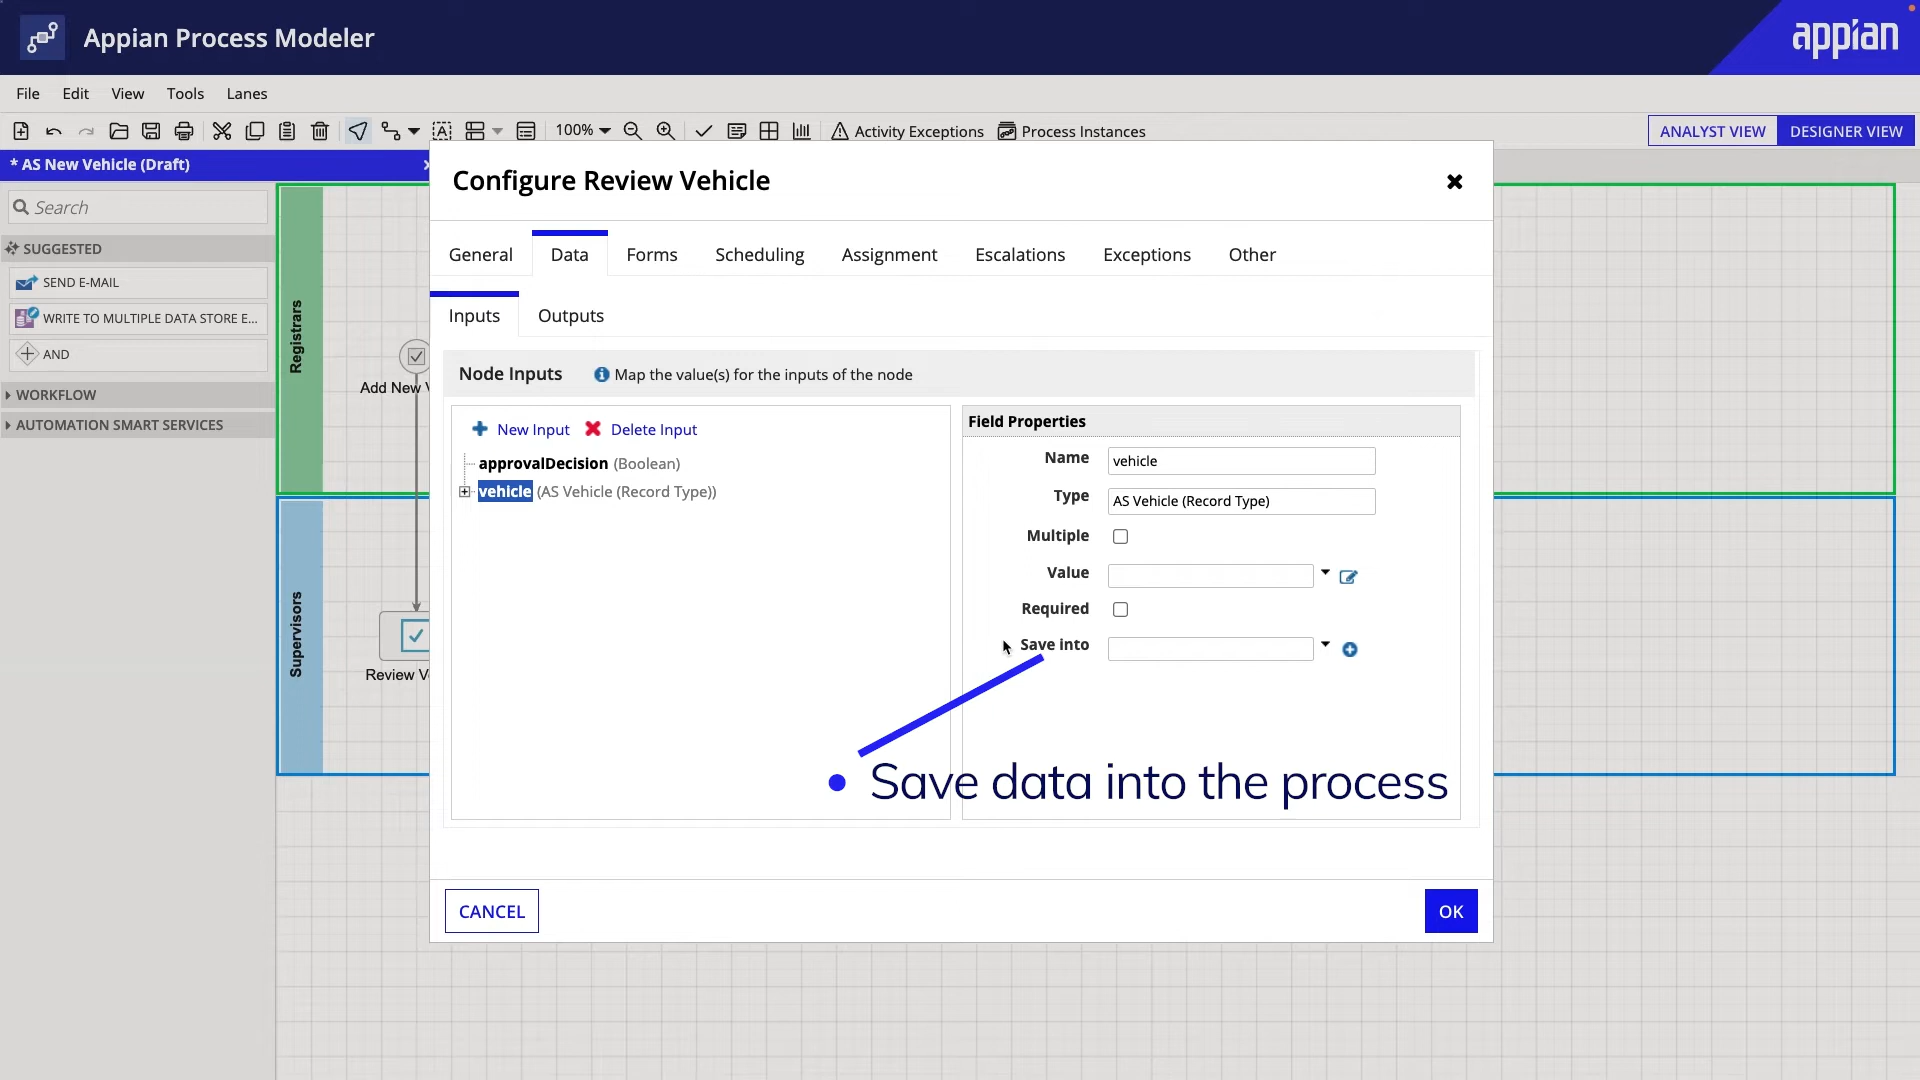 Appian Process Modeler
appian
File Edit View Tools Lanes
100% Activity Exceptions Process Instances
ANALYST VIEW DESIGNER VIEW
* AS New Vehicle (Draft)
Search
SUGGESTED
SEND E-MAIL
WRITE TO MULTIPLE DATA STORE E...
AND
WORKFLOW
AUTOMATION SMART SERVICES
Registrars
Add New V
Supervisors
Review V
Configure Review Vehicle
General Data Forms Scheduling Assignment Escalations Exceptions Other
Inputs Outputs
Node Inputs Map the value(s) for the inputs of the node
New Input Delete Input
approvalDecision (Boolean)
vehicle (AS Vehicle (Record Type))
Field Properties
Name vehicle
Type AS Vehicle (Record Type)
Multiple
Value
Required
Save into
• Save data into the process
CANCEL
OK